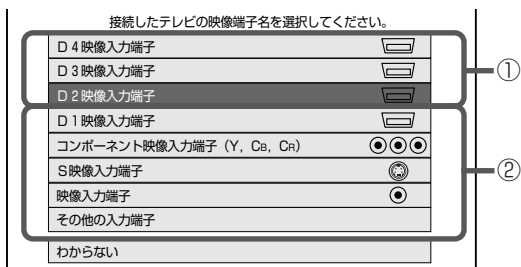 接続したテレビの映像端子名を選択してください。
D4映像入力端子
D3映像入力端子
D2映像入力端子
①
D1映像入力端子
コンポーネント映像入力端子（Y, CB, CR）
S映像入力端子
映像入力端子
その他の入力端子
②
わからない